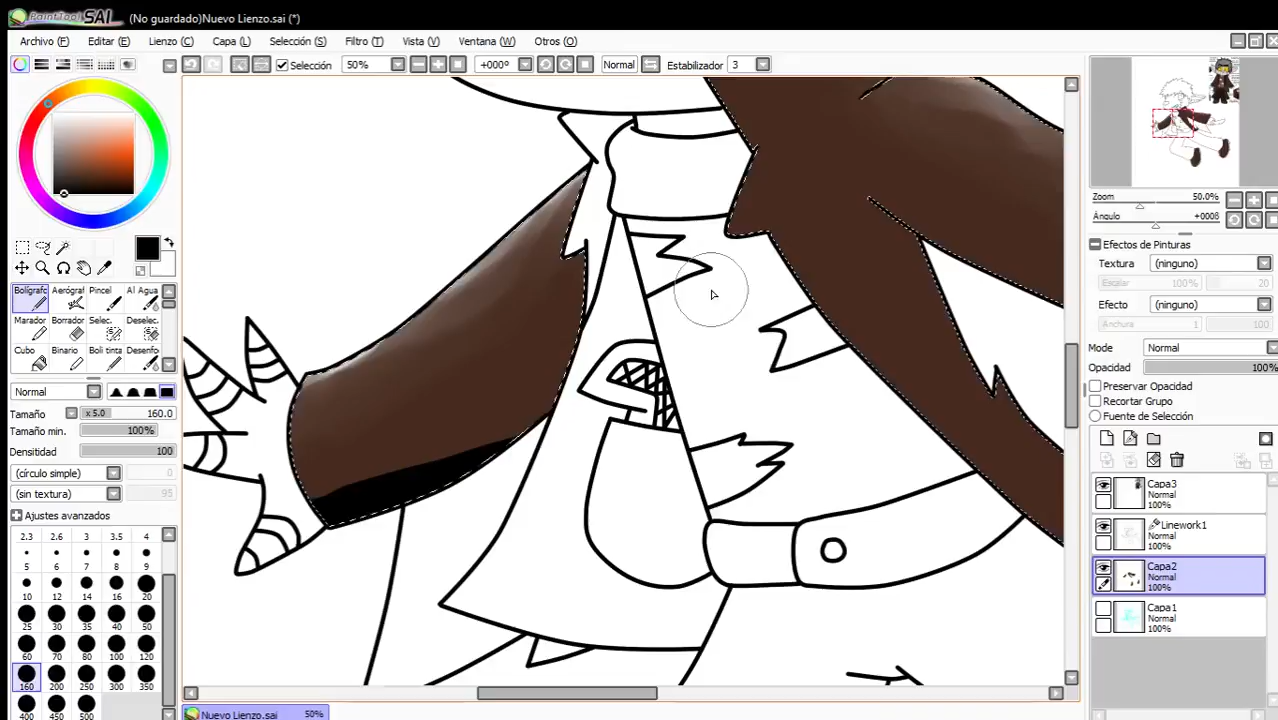 PaintTool SAI (No guardado)Nuevo Lienzo.sai (*)
Archivo (F) Editar (E) Lienzo (C) Capa (L) Selección (S) Filtro (T) Vista (V) Ventana (W) Otros (O)
Selección 50% +000° Normal Estabilizador 3
Zoom 50.0%
Ángulo +000δ
Efectos de Pinturas
Textura (ninguno)
Escalar 100% 20
Efecto (ninguno)
Anchura 1 100
Mode Normal
Opacidad 100%
Preservar Opacidad
Recortar Grupo
Fuente de Selección
Capa3
Normal
100%
Linework1
Normal
100%
Capa2
Normal
100%
Capa1
Normal
100%
Bolígrafo Aerógr Pincel Al Agua
Marador Borrador Selec. Deselec.
Cubo Binario Boli tinta Desenfo
Normal
Tamaño x 5.0 160.0
Tamaño min. 100%
Densitidad 100
(círculo simple) 0
(sin textura) 95
Ajustes avanzados
2.3 2.6 3 3.5 4
5 6 7 8 9
10 12 14 16 20
25 30 35 40 50
60 70 80 100 120
160 200 250 300 350
400 450 500
Nuevo Lienzo.sai 50%